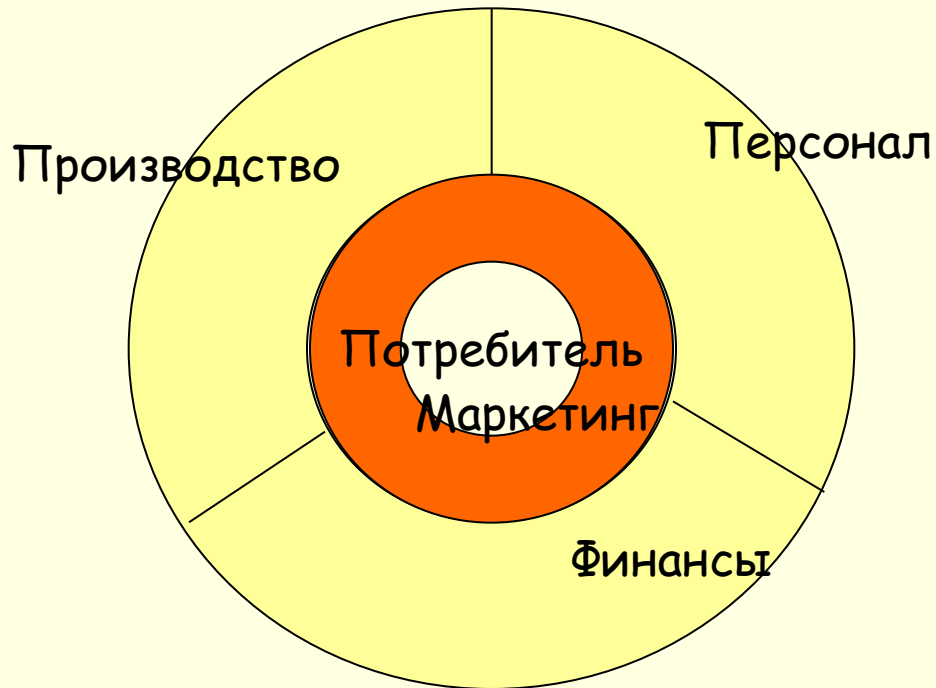 Персонал
Производство
Потребитель
Маркетинг
Финансы